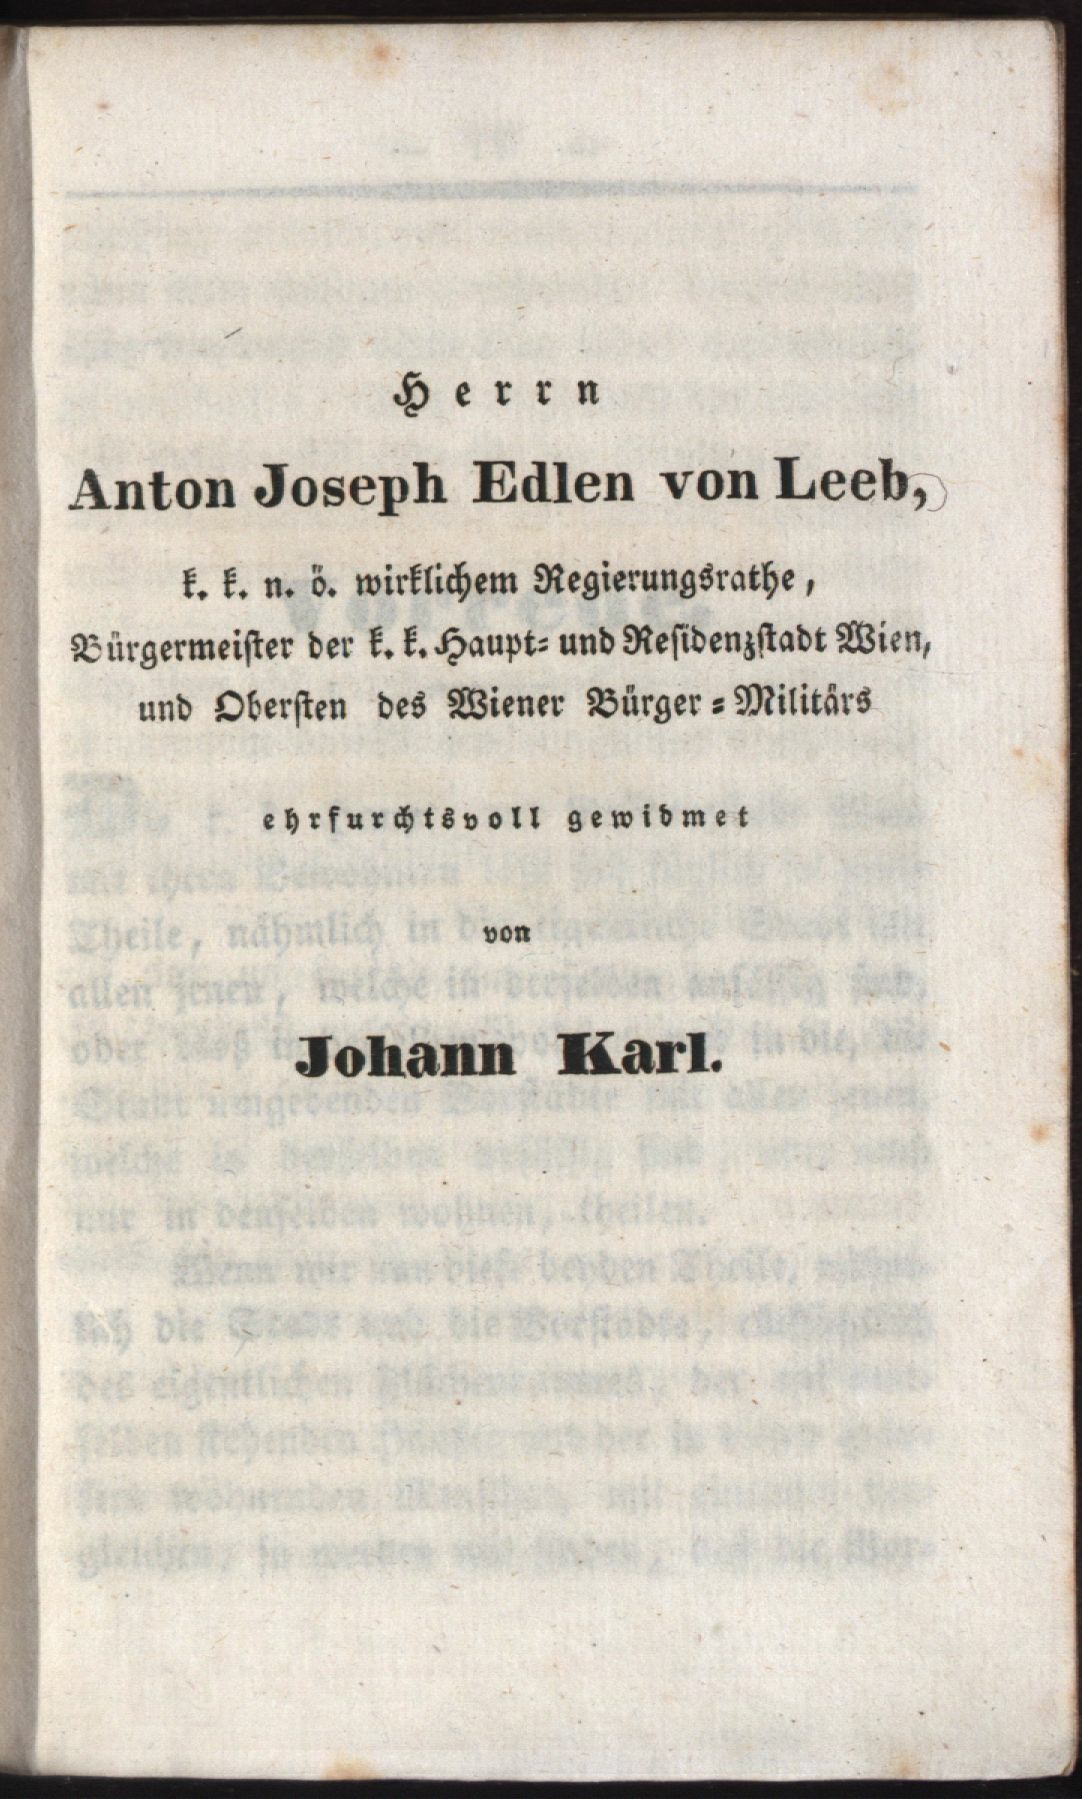 Herrn
Anton Joseph Edlen von Leeb,
k. k. n. ö. wirklichem Regierungsrathe,
Bürgermeister der k. k. Haupt- und Residenzstadt Wien,
und Obersten des Wiener Bürger-Militärs
ehrfurchtsvoll gewidmet
von
Johann Karl.